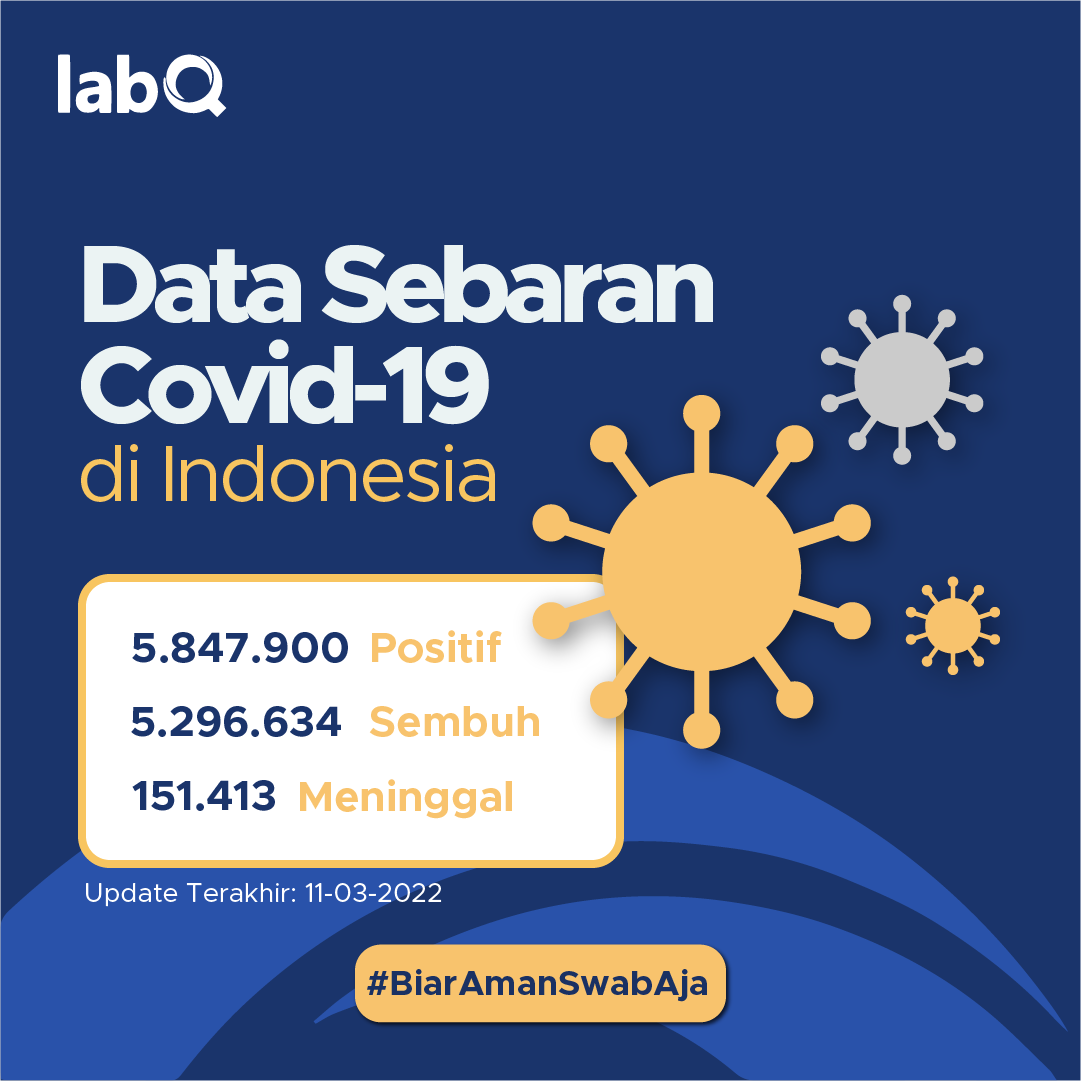 labQ
Data Sebaran
Covid-19
di Indonesia
5.847.900 Positif
5.296.634 Sembuh
151.413 Meninggal
Update Terakhir: 11-03-2022
#BiarAmanSwabAja